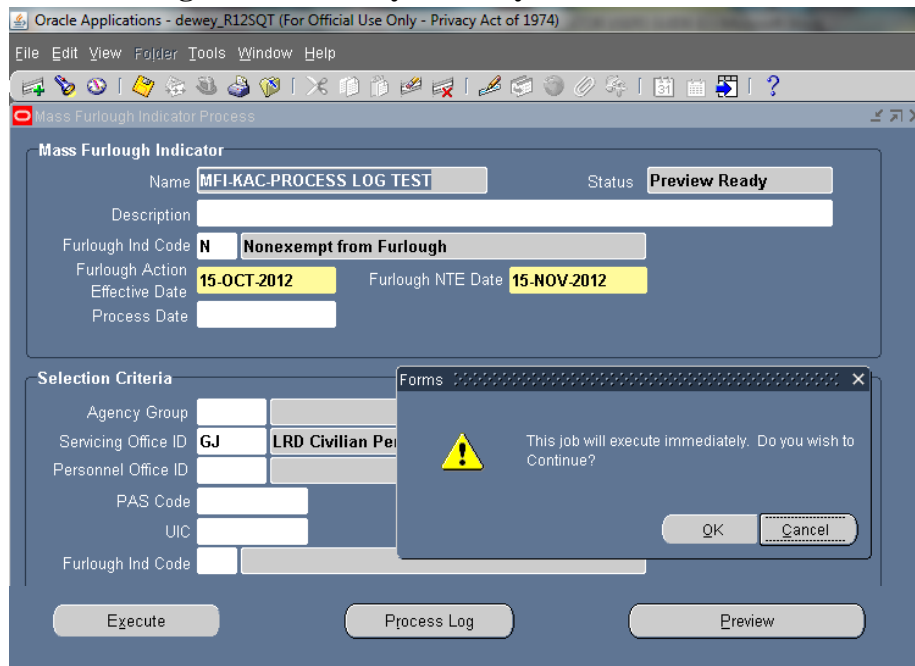 Oracle Applications - dewey_R12SQT (For Official Use Only - Privacy Act of 1974)
File Edit View Folder Tools Window Help
31 ?
Mass Furlough Indicator Process
Mass Furlough Indicator
Name MFI-KAC-PROCESS LOG TEST Status Preview Ready
Description
Furlough Ind Code N Nonexempt from Furlough
Furlough Action
Effective Date 15-OCT-2012 Furlough NTE Date 15-NOV-2012
Process Date
Selection Criteria
Forms
Agency Group
Servicing Office ID GJ LRD Civilian Pe
This job will execute immediately. Do you wish to
Continue?
Personnel Office ID
PAS Code
UIC
OK Cancel
Furlough Ind Code
Execute Process Log Preview